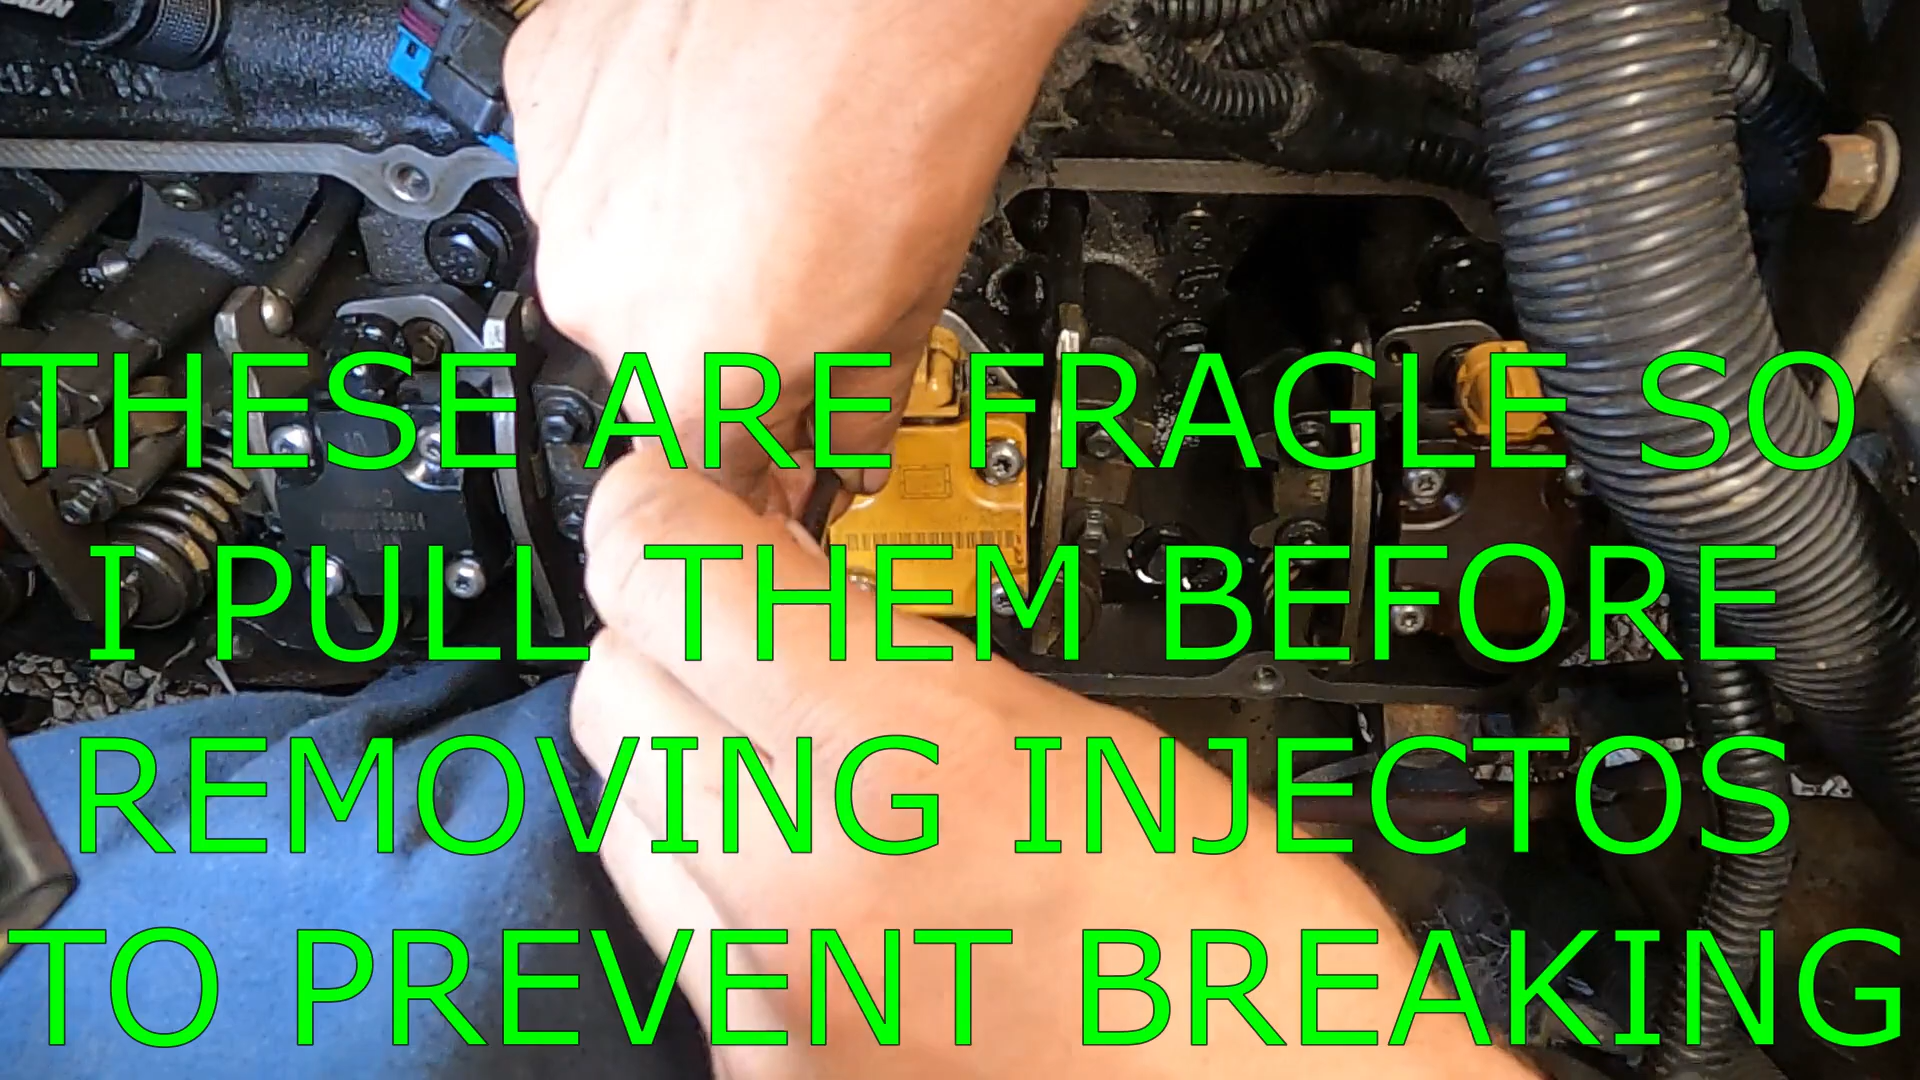 THESE ARE FRAGLE SO
I PULL THEM BEFORE
REMOVING INJECTOS
TO PREVENT BREAKING